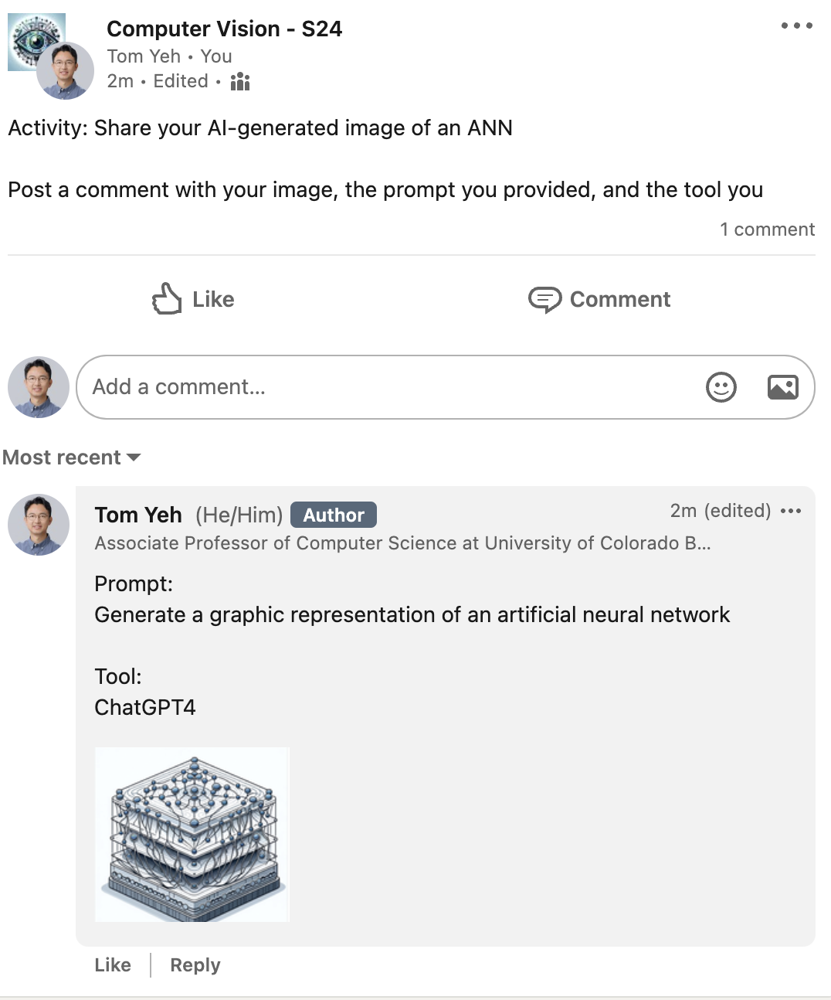 Computer Vision - S24
Tom Yeh • You
2m • Edited •
Activity: Share your AI-generated image of an ANN
Post a comment with your image, the prompt you provided, and the tool you
1 comment
Like
Comment
Add a comment...
Most recent
Tom Yeh (He/Him) Author
2m (edited)
Associate Professor of Computer Science at University of Colorado B...
Prompt:
Generate a graphic representation of an artificial neural network
Tool:
ChatGPT4
Like
Reply